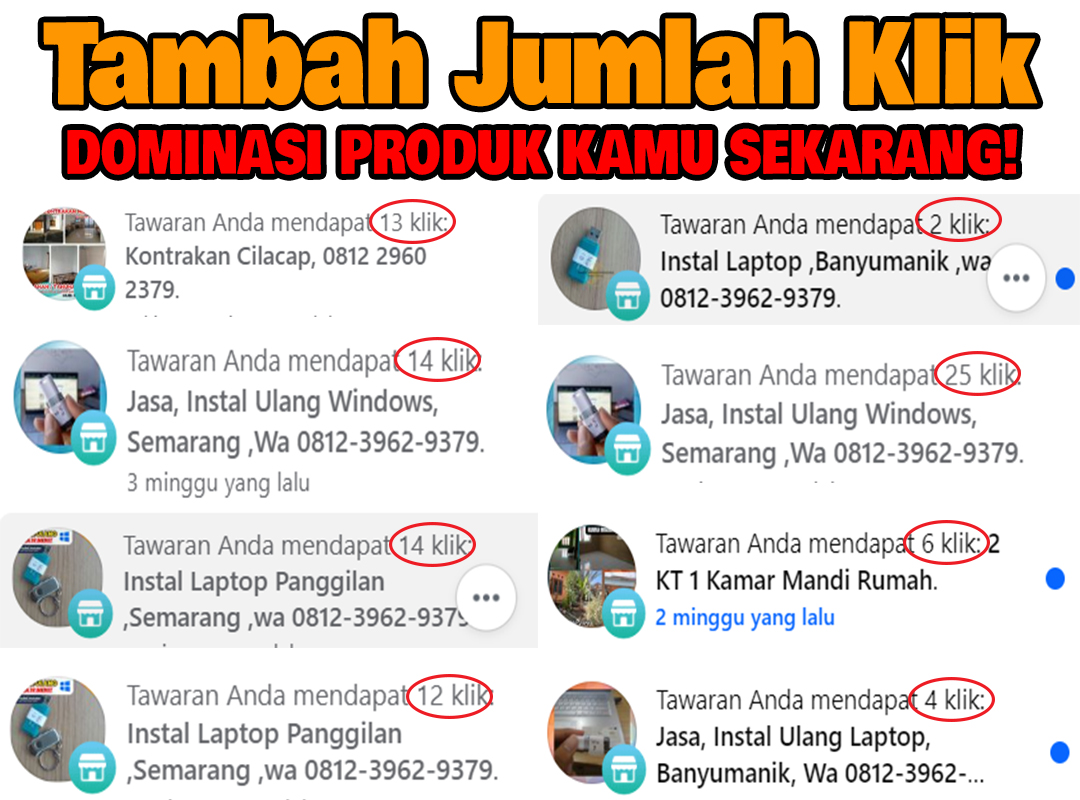 Tambah Jumlah Klik
DOMINASI PRODUK KAMU SEKARANG!
Tawaran Anda mendapat 13 klik:
Kontrakan Cilacap, 0812 2960
2379.
Tawaran Anda mendapat 2 klik:
Instal Laptop ,Banyumanik ,wa
0812-3962-9379.
Tawaran Anda mendapat 14 klik:
Jasa, Instal Ulang Windows,
Semarang ,Wa 0812-3962-9379.
3 minggu yang lalu
Tawaran Anda mendapat 25 klik:
Jasa, Instal Ulang Windows,
Semarang ,Wa 0812-3962-9379.
Tawaran Anda mendapat 14 klik:
Instal Laptop Panggilan
,Semarang ,wa 0812-3962-9379
Tawaran Anda mendapat 6 klik: 2
KT 1 Kamar Mandi Rumah.
2 minggu yang lalu
Tawaran Anda mendapat 12 klik:
Instal Laptop Panggilan
,Semarang ,wa 0812-3962-9379.
Tawaran Anda mendapat 4 klik:
Jasa, Instal Ulang Laptop,
Banyumanik, Wa 0812-3962-...